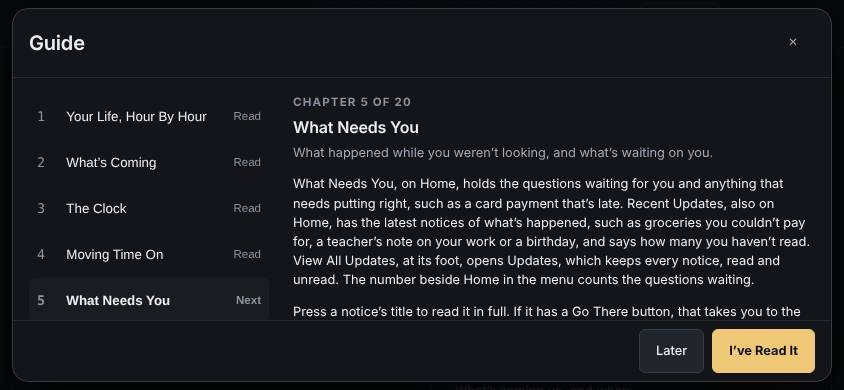 Guide
×
1 Your Life, Hour By Hour Read
2 What's Coming Read
3 The Clock Read
4 Moving Time On Read
5 What Needs You Next
CHAPTER 5 OF 20
What Needs You
What happened while you weren’t looking, and what’s waiting on you.
What Needs You, on Home, holds the questions waiting for you and anything that
needs putting right, such as a card payment that’s late. Recent Updates, also on
Home, has the latest notices of what’s happened, such as groceries you couldn’t pay
for, a teacher’s note on your work or a birthday, and says how many you haven’t read.
View All Updates, at its foot, opens Updates, which keeps every notice, read and
unread. The number beside Home in the menu counts the questions waiting.
Press a notice’s title to read it in full. If it has a Go There button, that takes you to the
Later
I’ve Read It